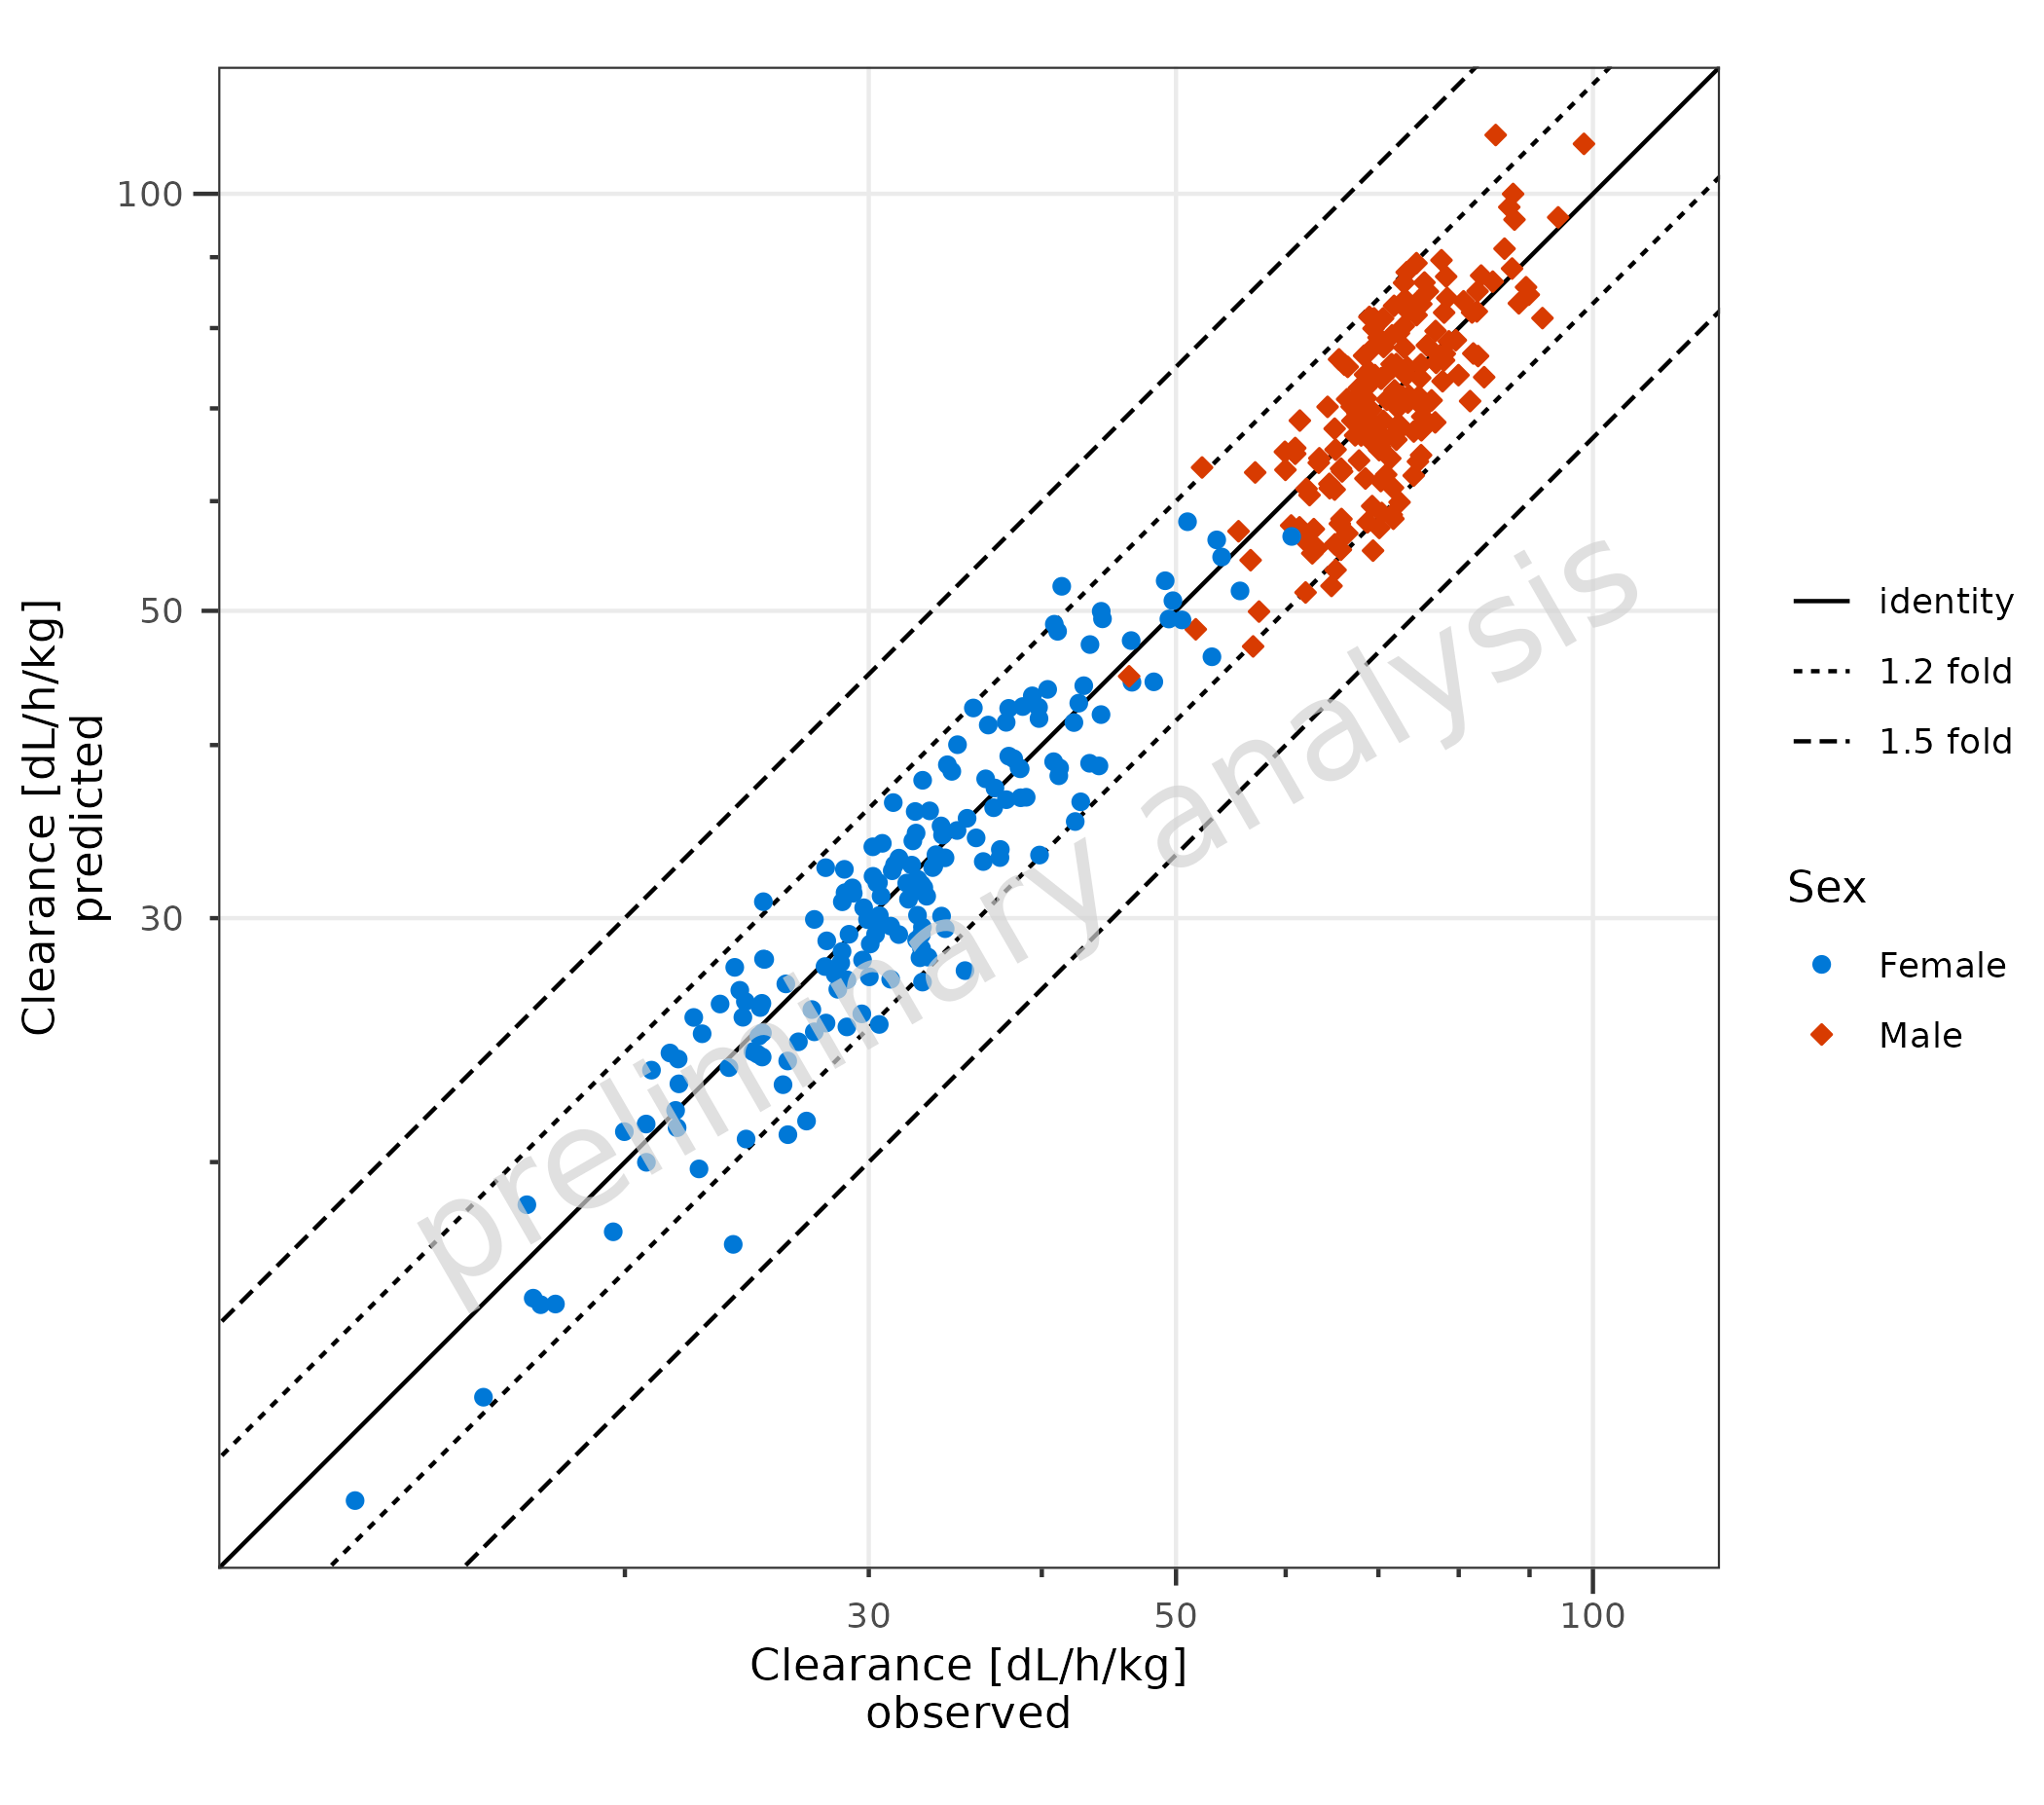 100
50
30
Clearance [dL/h/kg]
predicted
30
50
100
Clearance [dL/h/kg]
observed
identity
1.2 fold
1.5 fold
Sex
Female
Male
preliminary analysis